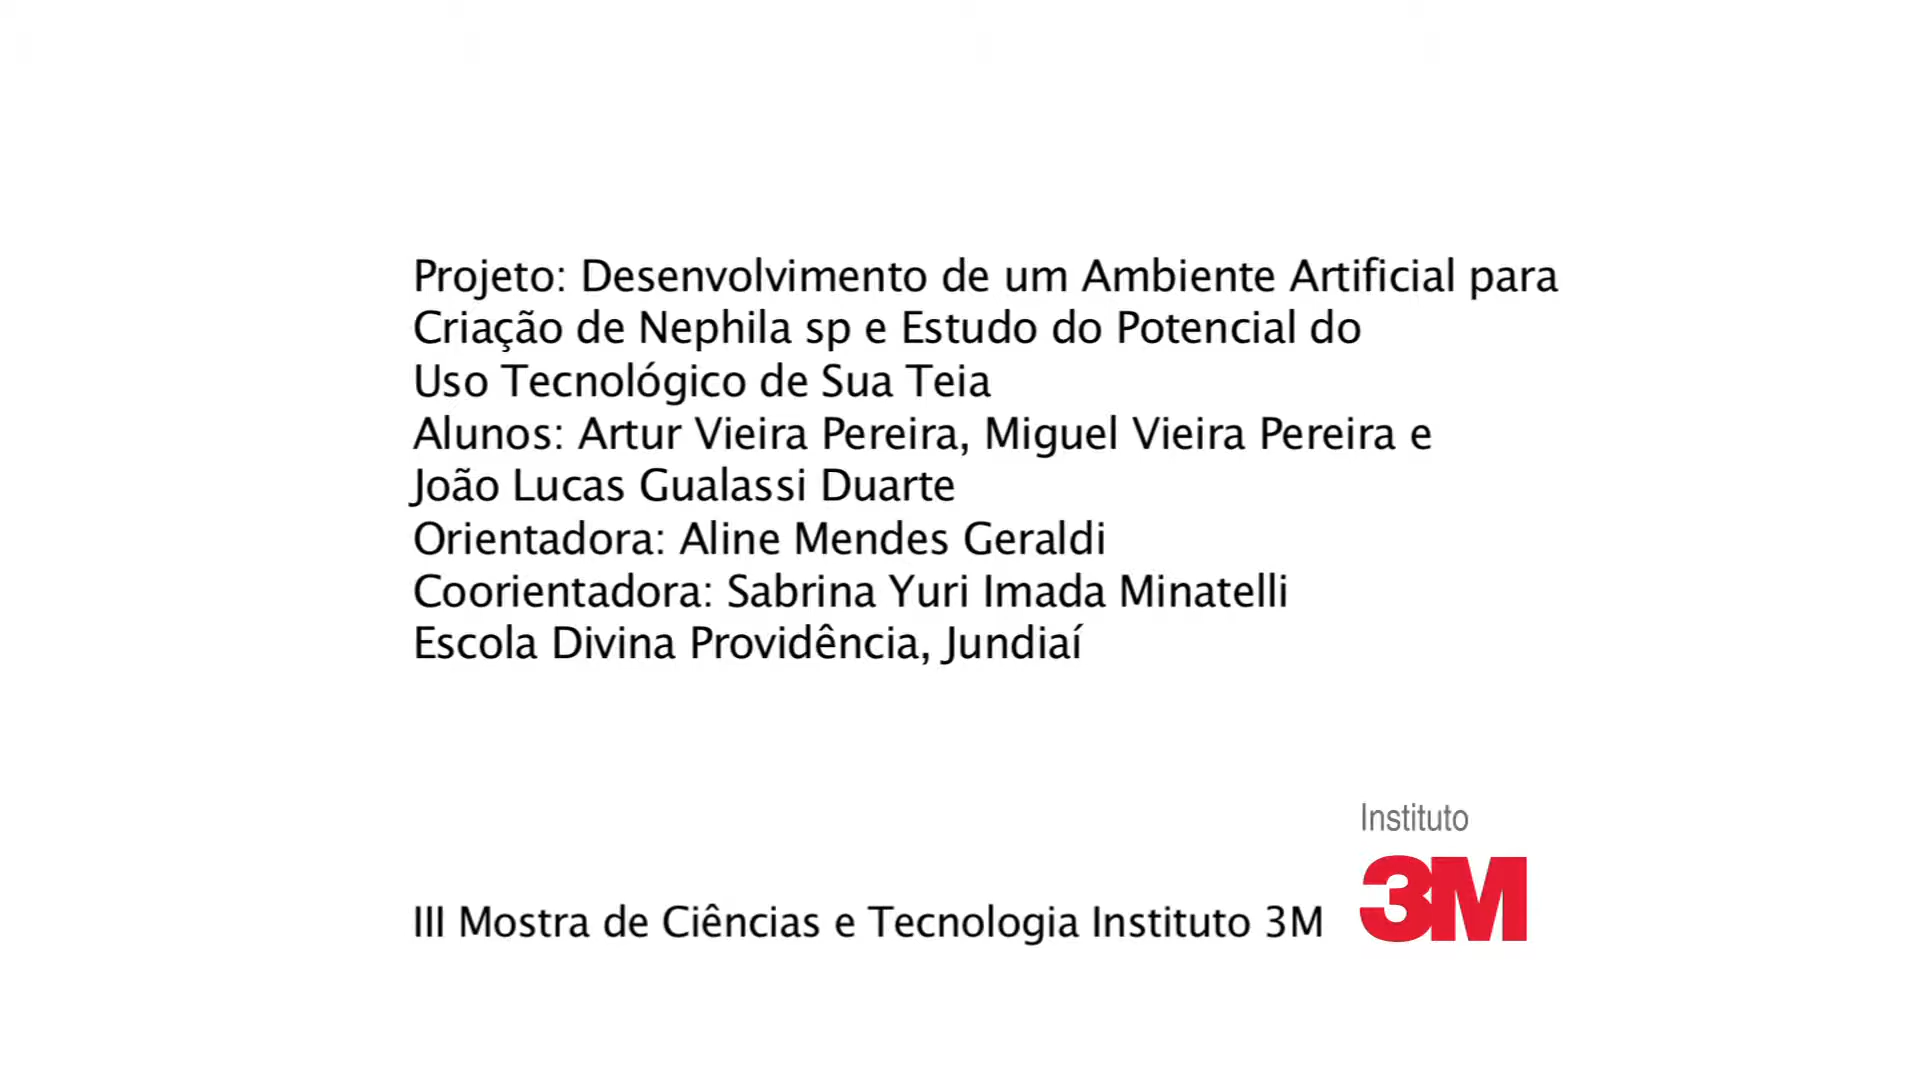 Projeto: Desenvolvimento de um Ambiente Artificial para
Criação de Nephila sp e Estudo do Potencial do
Uso Tecnológico de Sua Teia
Alunos: Artur Vieira Pereira, Miguel Vieira Pereira e
João Lucas Gualassi Duarte
Orientadora: Aline Mendes Geraldi
Coorientadora: Sabrina Yuri Imada Minatelli
Escola Divina Providência, Jundiaí
Instituto
3M
III Mostra de Ciências e Tecnologia Instituto 3M